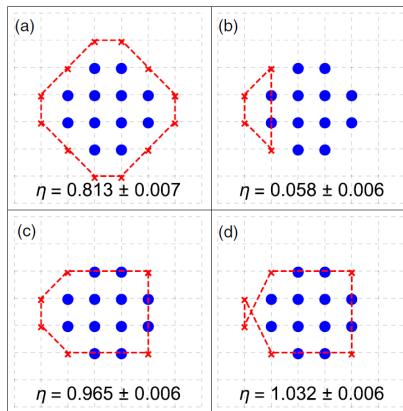 (a)
(b)
η = 0.813 ± 0.007
η = 0.058 ± 0.006
(c)
(d)
η = 0.965 ± 0.006
η = 1.032 ± 0.006